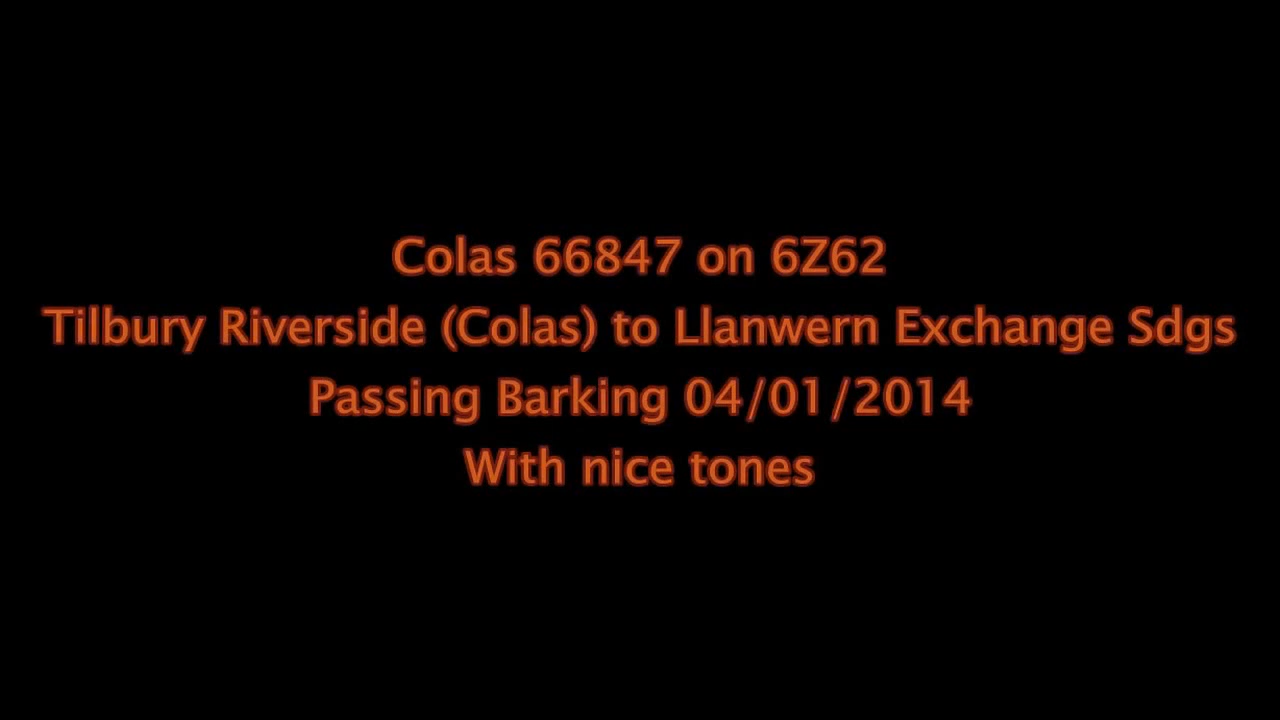 Colas 66847 on 6Z62
Tilbury Riverside (Colas) to Llanwern Exchange Sdgs
Passing Barking 04/01/2014
With nice tones